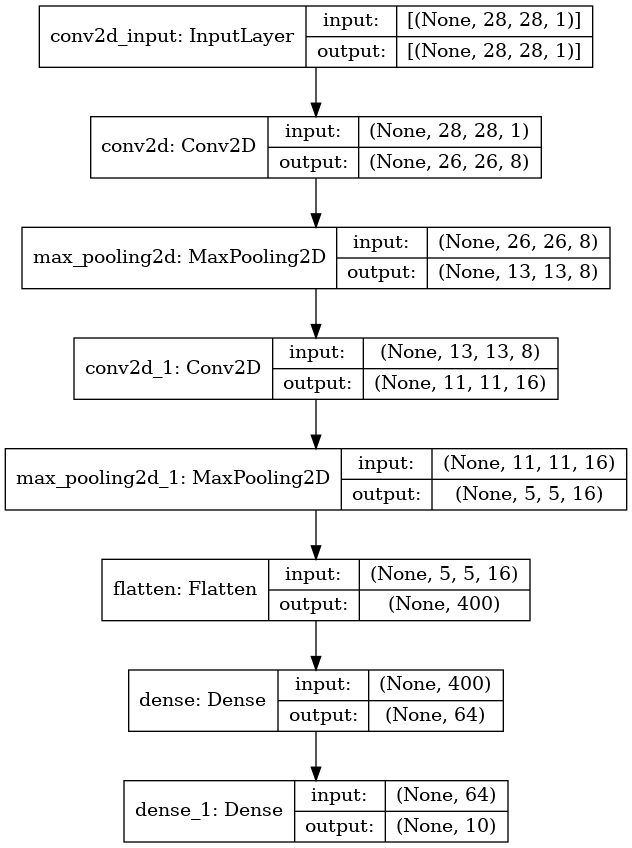 conv2d_input: InputLayer
input:
[(None, 28, 28, 1)]
output:
[(None, 28, 28, 1)]
conv2d: Conv2D
input:
(None, 28, 28, 1)
output:
(None, 26, 26, 8)
max_pooling2d: MaxPooling2D
input:
(None, 26, 26, 8)
output:
(None, 13, 13, 8)
conv2d_1: Conv2D
input:
(None, 13, 13, 8)
output:
(None, 11, 11, 16)
max_pooling2d_1: MaxPooling2D
input:
(None, 11, 11, 16)
output:
(None, 5, 5, 16)
flatten: Flatten
input:
(None, 5, 5, 16)
output:
(None, 400)
dense: Dense
input:
(None, 400)
output:
(None, 64)
dense_1: Dense
input:
(None, 64)
output:
(None, 10)